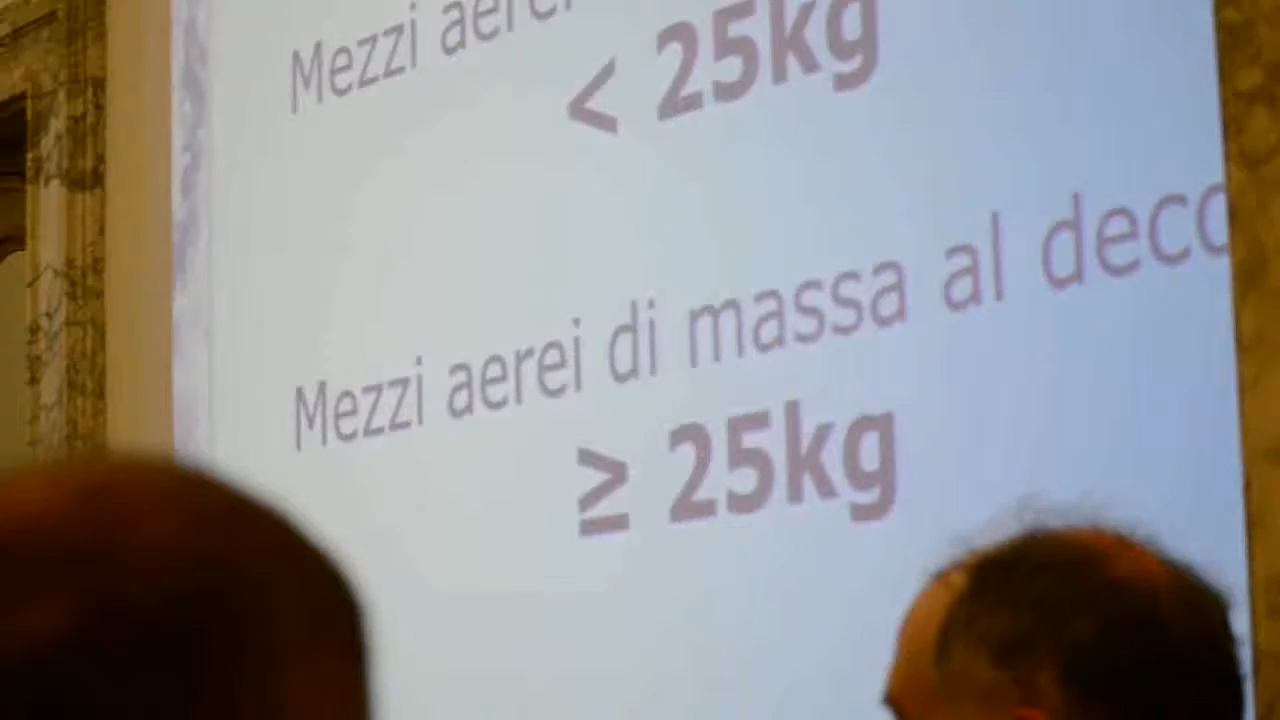 Mezzi aerei
< 25kg
Mezzi aerei di massa al deco
≥ 25kg